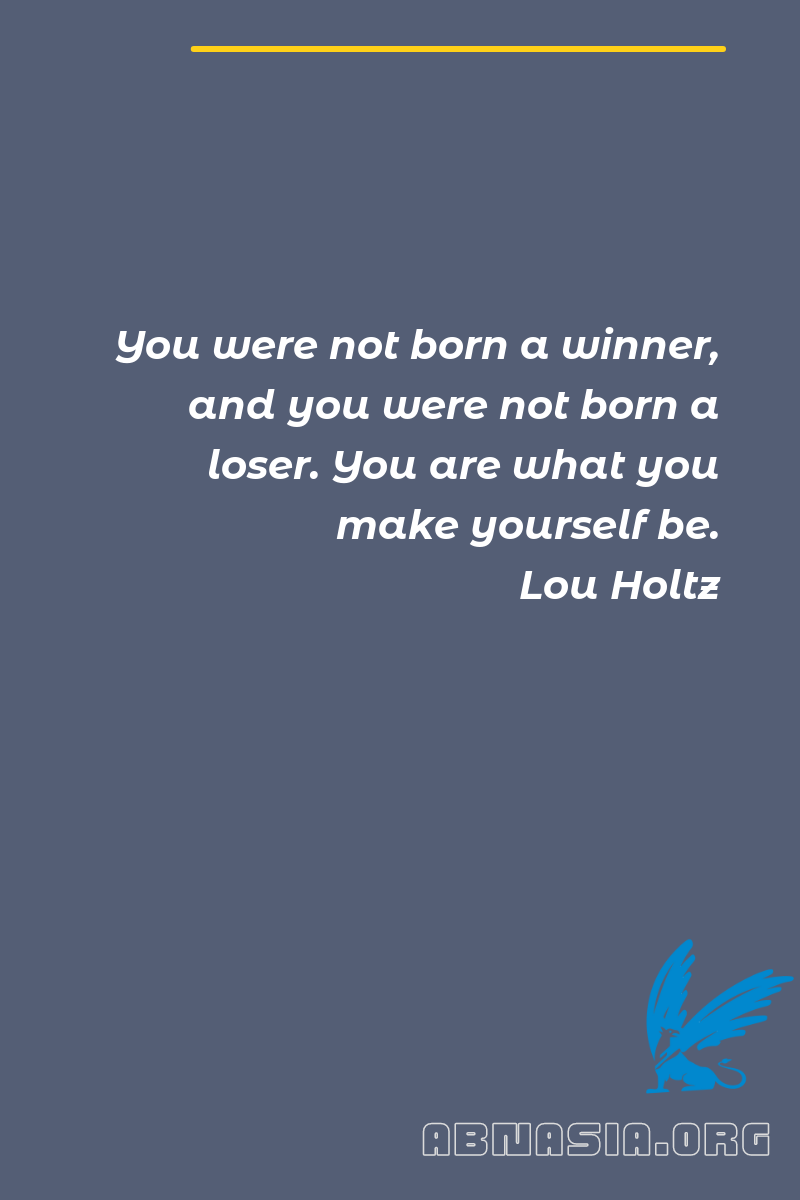 You were not born a winner,
and you were not born a
loser. You are what you
make yourself be.
Lou Holtz
ABNASIA.ORG